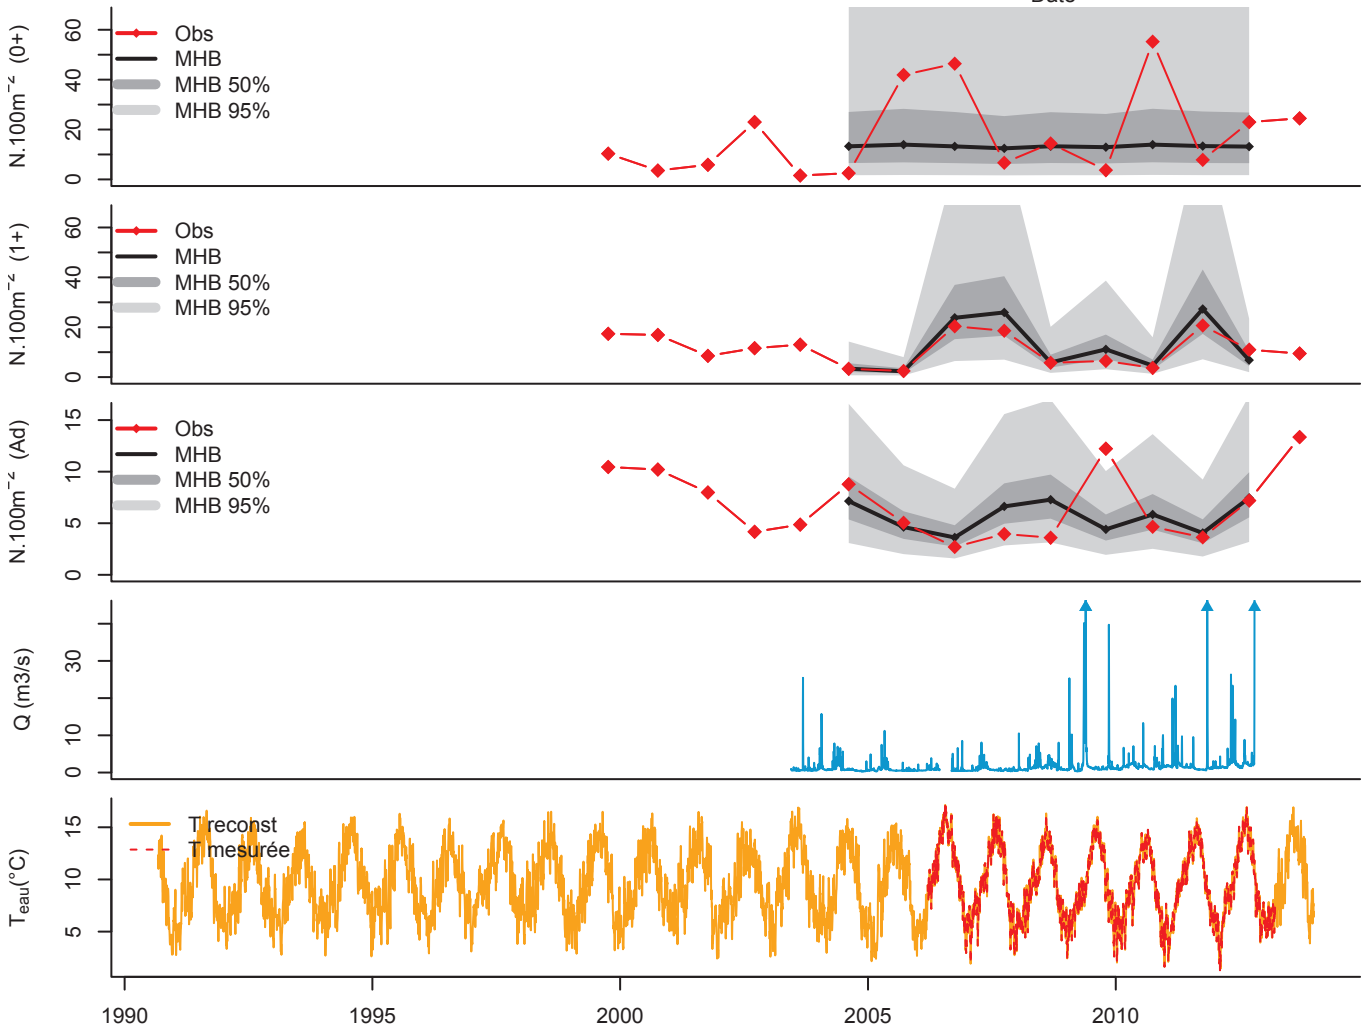 Date
N.100m⁻² (0+)
60
40
20
0
Obs
MHB
MHB 50%
MHB 95%
N.100m⁻² (1+)
60
40
20
0
Obs
MHB
MHB 50%
MHB 95%
N.100m⁻² (Ad)
15
10
5
0
Obs
MHB
MHB 50%
MHB 95%
Q (m3/s)
30
10
0
Teau(°C)
15
10
5
T reconst
T mesurée
1990 1995 2000 2005 2010